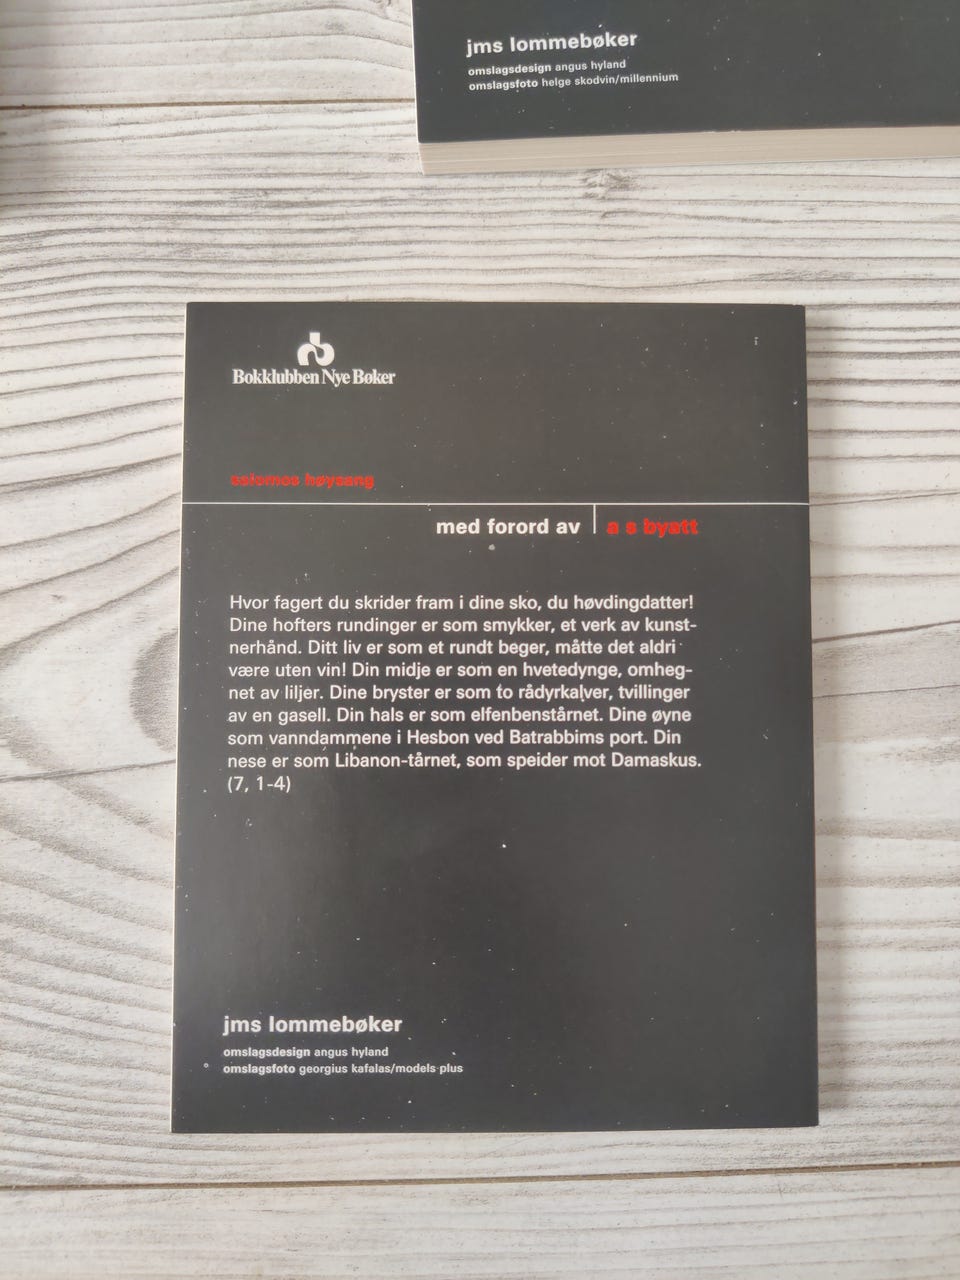 jms lommebøker
omslagsdesign angus hyland
omslagsfoto helge skodvin/millennium
Bokklubben Nye Bøker
salomos høysang
med forord av a s byatt
Hvor fagert du skrider fram i dine sko, du høvdingdatter!
Dine hofters rundinger er som smykker, et verk av kunst-
nerhånd. Ditt liv er som et rundt beger, måtte det aldri
være uten vin! Din midje er som en hvetedynge, omheg-
net av liljer. Dine bryster er som to rådyrkalver, tvillinger
av en gasell. Din hals er som elfenbenstårnet. Dine øyne
som vanndammene i Hesbon ved Batrabbims port. Din
nese er som Libanon-tårnet, som speider mot Damaskus.
(7, 1-4)
jms lommebøker
omslagsdesign angus hyland
omslagsfoto georgius kafalas/models plus